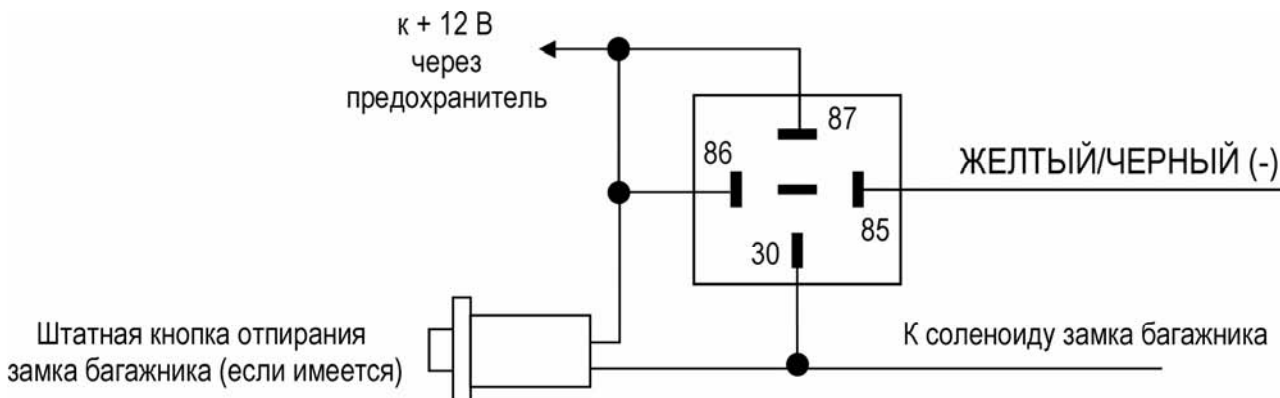 к + 12 В
через
предохранитель
87
86
ЖЕЛТЫЙ/ЧЕРНЫЙ (-)
85
30
Штатная кнопка отпирания
замка багажника (если имеется)
К соленоиду замка багажника